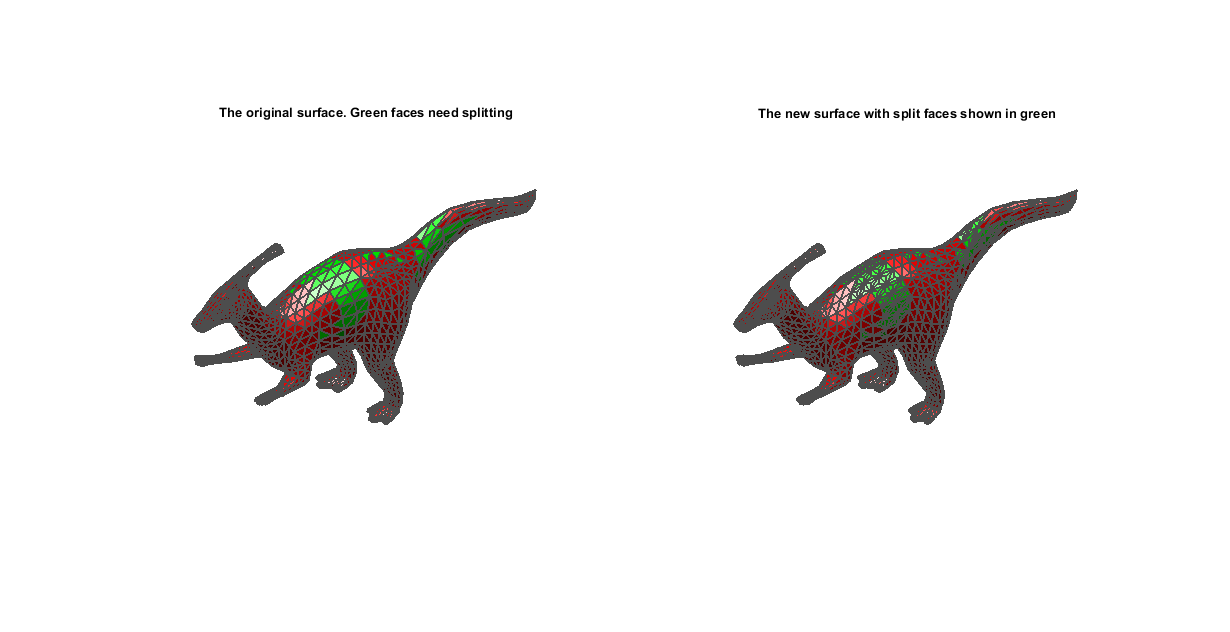 The original surface. Green faces need splitting
The new surface with split faces shown in green